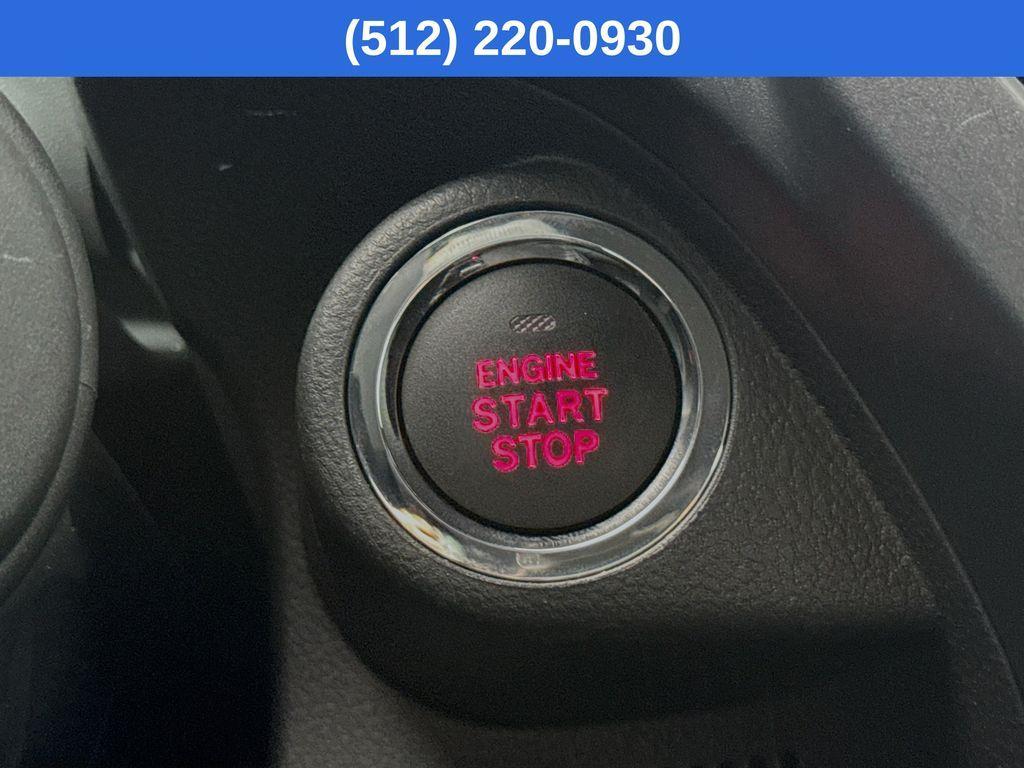 (512) 220-0930
ENGINE
START
STOP